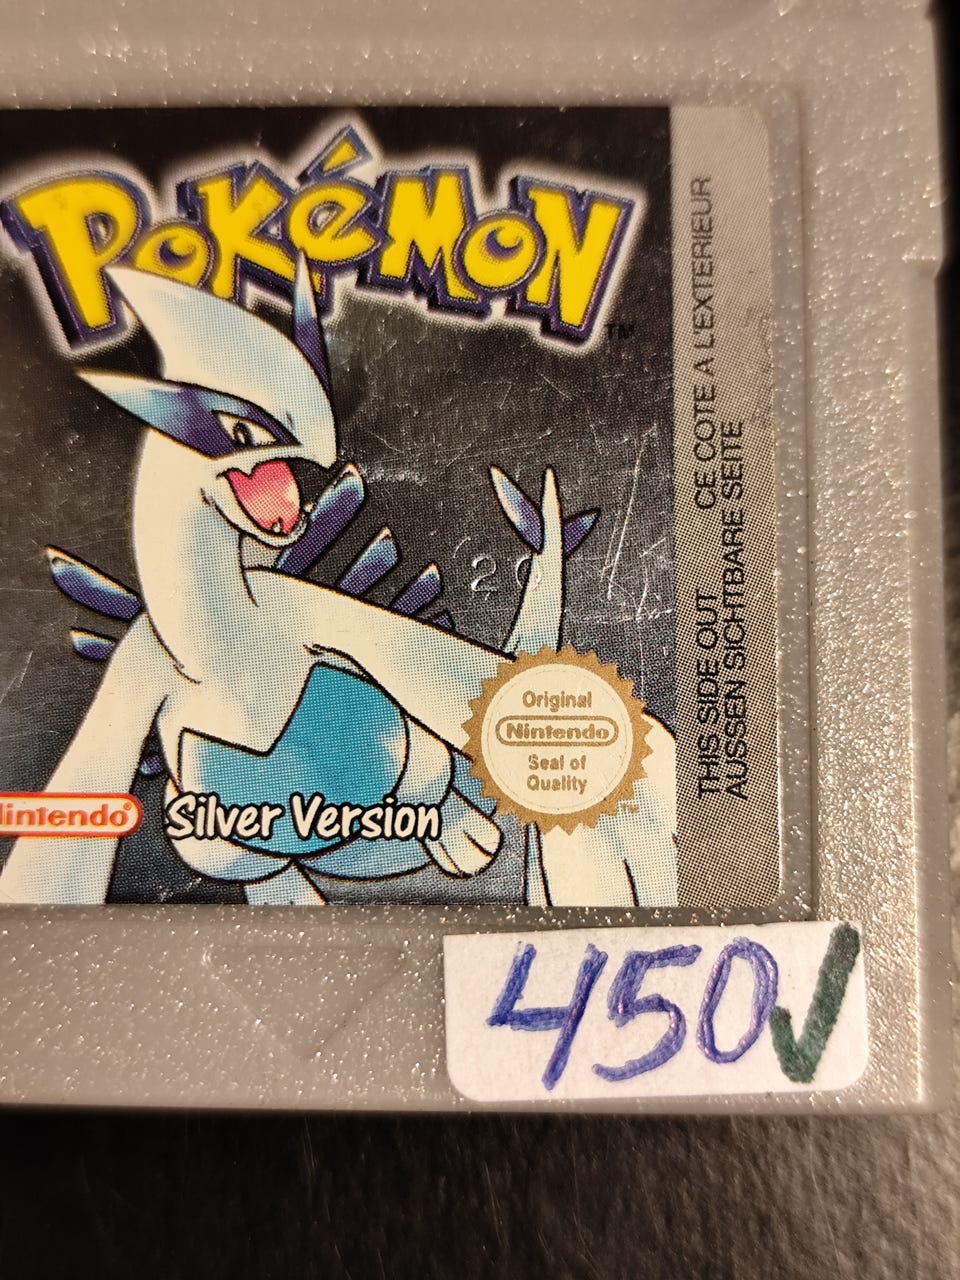 POKéMON
TM
20
Original
Nintendo
Seal of
Quality
TM
Nintendo®
Silver Version
THIS SIDE OUT CE COTE A L'EXTERIEUR
AUSSEN SICHTBARE SEITE
450✓